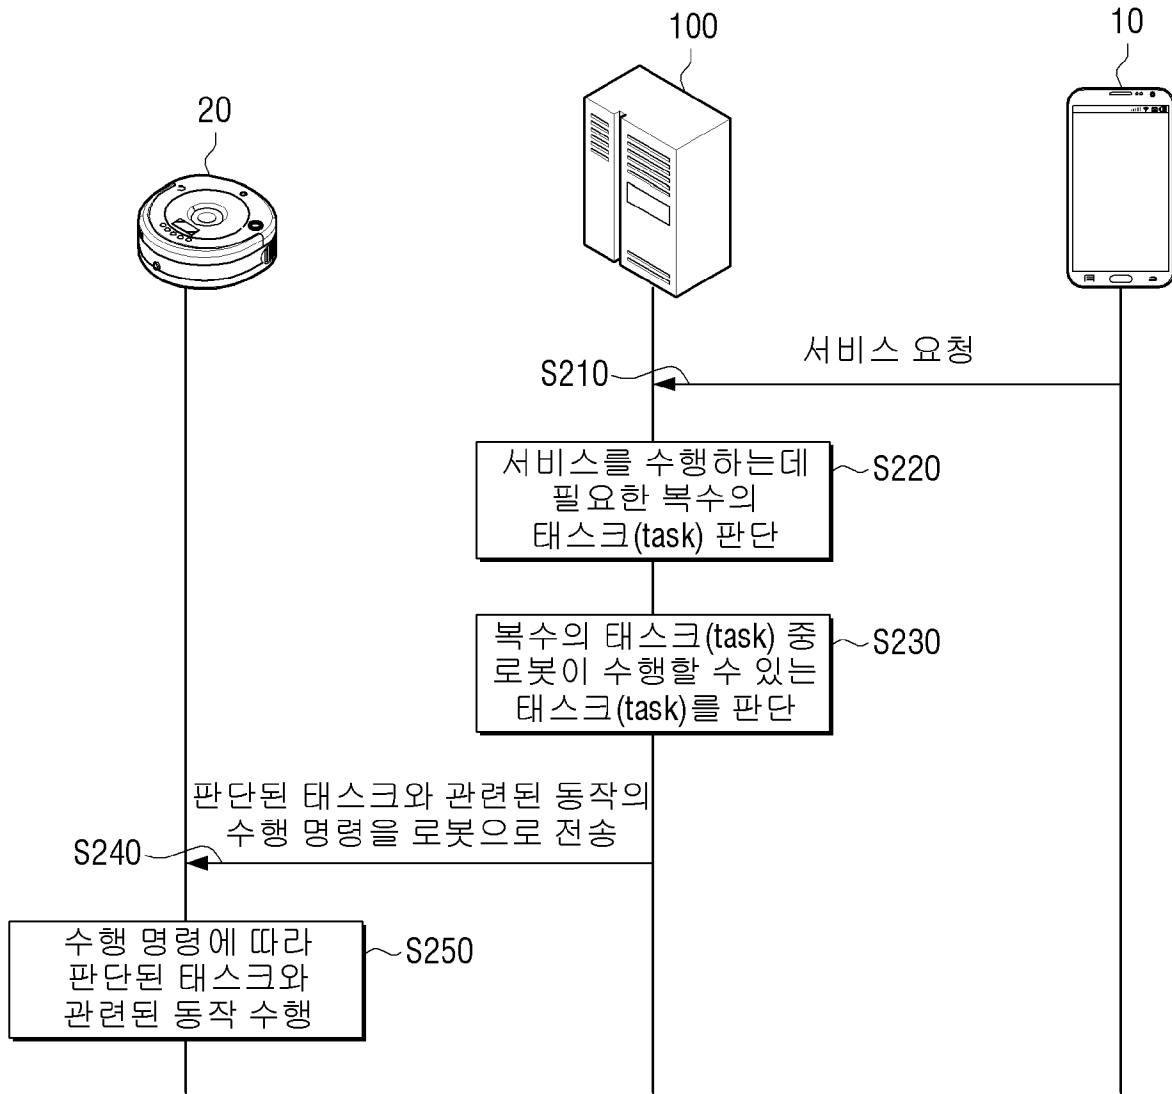 100
10
20
서비스 요청
S210
서비스를 수행하는데
필요한 복수의
태스크(task) 판단
S220
복수의 태스크(task) 중
로봇이 수행할 수 있는
태스크(task)를 판단
S230
판단된 태스크와 관련된 동작의
수행 명령을 로봇으로 전송
S240
수행 명령에 따라
판단된 태스크와
관련된 동작 수행
S250